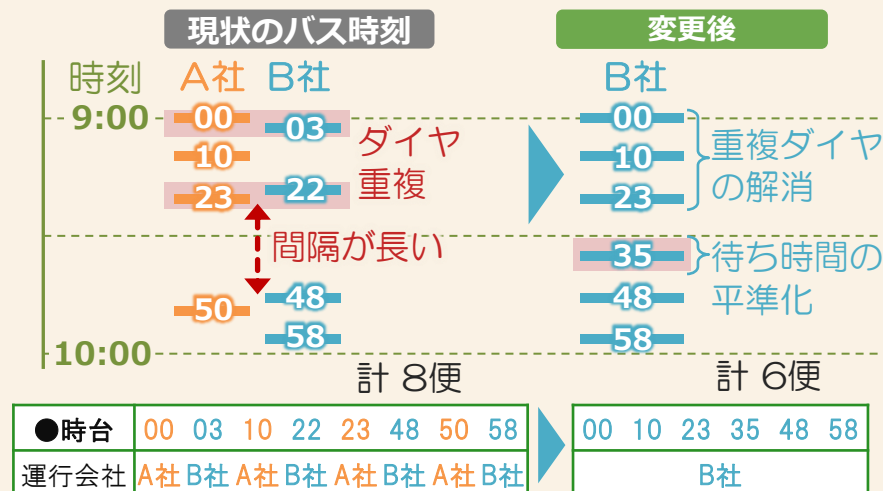 現状のバス時刻
変更後
時刻 A社 B社
B社
9:00
00
03
10
22
23
48
50
58
10:00
ダイヤ
重複
間隔が長い
計 8便
00
10
23
35
48
58
重複ダイヤ
の解消
待ち時間の
平準化
計 6便
●時台 00 03 10 22 23 48 50 58
運行会社 A社 B社 A社 B社 A社 B社 A社 B社
00 10 23 35 48 58
B社